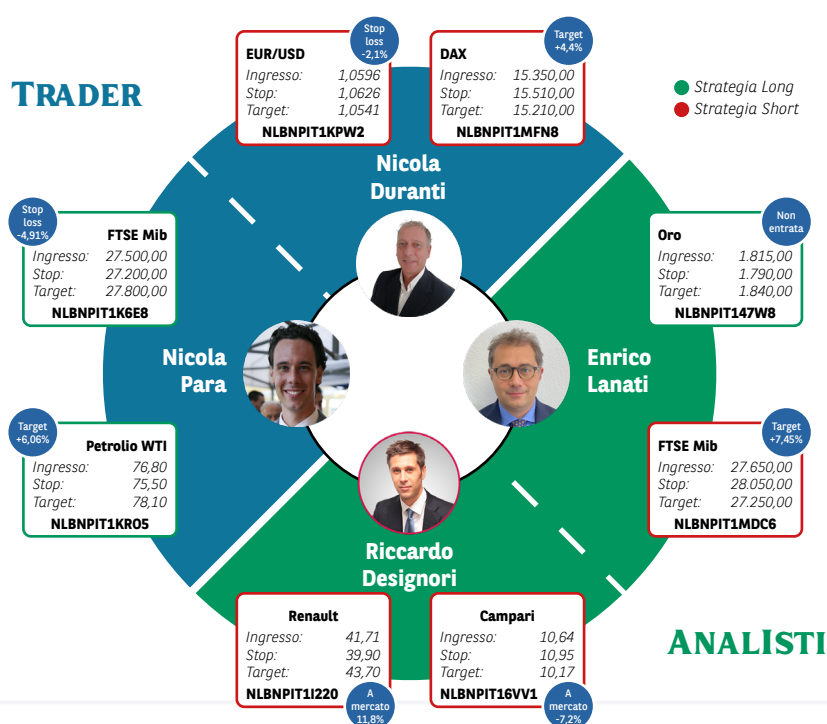 TRADER
Stop
loss
-2,1%
EUR/USD
Ingresso: 1,0596
Stop: 1,0626
Target: 1,0541
NLBNPIT1KPW2
Target
+4,4%
DAX
Ingresso: 15.350,00
Stop: 15.510,00
Target: 15.210,00
NLBNPIT1MFN8
Strategia Long
Strategia Short
Nicola
Duranti
Stop
loss
-4,91%
FTSE Mib
Ingresso: 27.500,00
Stop: 27.200,00
Target: 27.800,00
NLBNPIT1K6E8
Non
entrata
Oro
Ingresso: 1.815,00
Stop: 1.790,00
Target: 1.840,00
NLBNPIT147W8
Nicola
Para
Enrico
Lanati
Target
+6,06%
Petrolio WTI
Ingresso: 76,80
Stop: 75,50
Target: 78,10
NLBNPIT1KRO5
Target
+7,45%
FTSE Mib
Ingresso: 27.650,00
Stop: 28.050,00
Target: 27.250,00
NLBNPIT1MDC6
Riccardo
Designori
Renault
Ingresso: 41,71
Stop: 39,90
Target: 43,70
NLBNPIT1I220
A
mercato
11,8%
Campari
Ingresso: 10,64
Stop: 10,95
Target: 10,17
NLBNPIT16VV1
A
mercato
-7,2%
ANALISTI